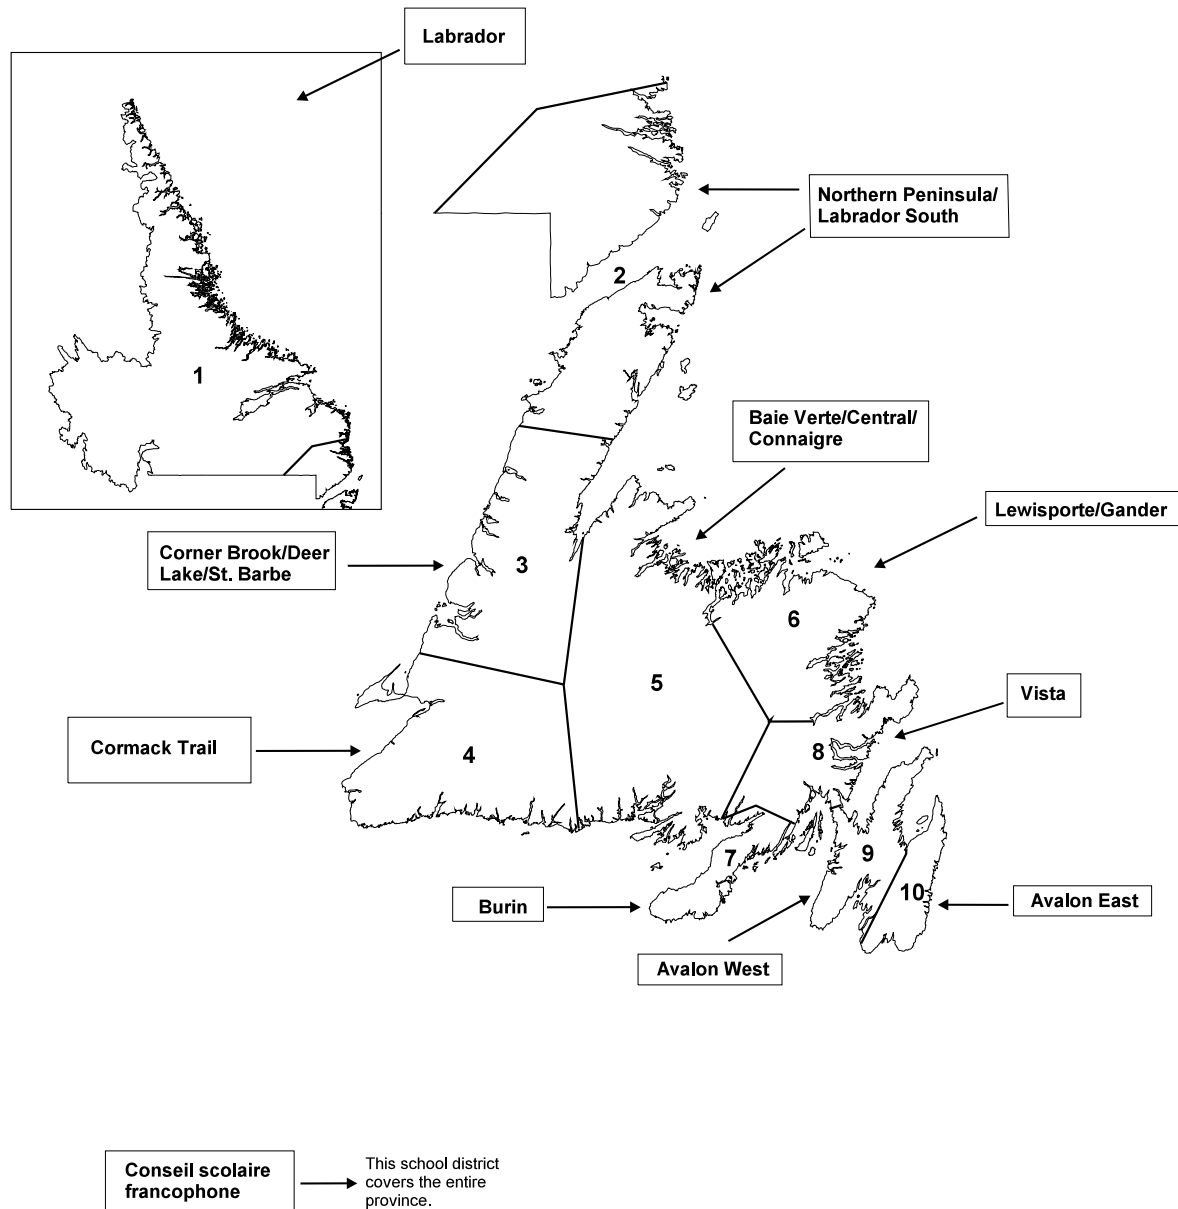 Labrador
Northern Peninsula/
Labrador South
2
1
Baie Verte/Central/
Connaigre
Lewisporte/Gander
Corner Brook/Deer
Lake/St. Barbe
3
6
5
Vista
Cormack Trail
4
8
7
9
10
Burin
Avalon East
Avalon West
Conseil scolaire
francophone
This school district
covers the entire
province.